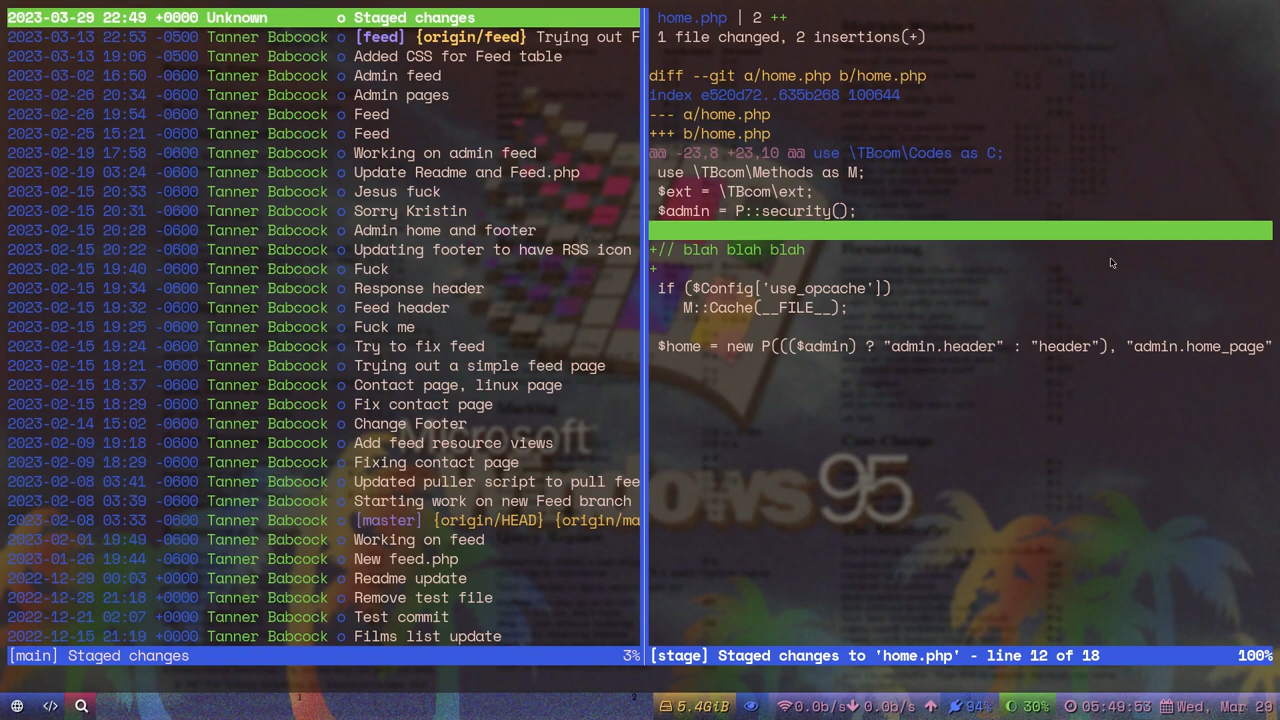 2023-03-29 22:49 +0000 Unknown o Staged changes
2023-03-13 22:53 -0500 Tanner Babcock o [feed] {origin/feed} Trying out F
2023-03-13 19:06 -0500 Tanner Babcock o Added CSS for Feed table
2023-03-02 16:50 -0600 Tanner Babcock o Admin feed
2023-02-26 20:34 -0600 Tanner Babcock o Admin pages
2023-02-26 19:54 -0600 Tanner Babcock o Feed
2023-02-25 15:21 -0600 Tanner Babcock o Feed
2023-02-19 17:58 -0600 Tanner Babcock o Working on admin feed
2023-02-19 03:24 -0600 Tanner Babcock o Update Readme and Feed.php
2023-02-15 20:33 -0600 Tanner Babcock o Jesus fuck
2023-02-15 20:31 -0600 Tanner Babcock o Sorry Kristin
2023-02-15 20:28 -0600 Tanner Babcock o Admin home and footer
2023-02-15 20:22 -0600 Tanner Babcock o Updating footer to have RSS icon
2023-02-15 19:40 -0600 Tanner Babcock o Fuck
2023-02-15 19:34 -0600 Tanner Babcock o Response header
2023-02-15 19:32 -0600 Tanner Babcock o Feed header
2023-02-15 19:25 -0600 Tanner Babcock o Fuck me
2023-02-15 19:24 -0600 Tanner Babcock o Try to fix feed
2023-02-15 19:21 -0600 Tanner Babcock o Trying out a simple feed page
2023-02-15 18:37 -0600 Tanner Babcock o Contact page, linux page
2023-02-15 18:29 -0600 Tanner Babcock o Fix contact page
2023-02-14 15:02 -0600 Tanner Babcock o Change Footer
2023-02-09 19:18 -0600 Tanner Babcock o Add feed resource views
2023-02-09 18:29 -0600 Tanner Babcock o Fixing contact page
2023-02-08 03:41 -0600 Tanner Babcock o Updated puller script to pull fee
2023-02-08 03:39 -0600 Tanner Babcock o Starting work on new Feed branch
2023-02-08 03:33 -0600 Tanner Babcock o [master] {origin/HEAD} {origin/ma
2023-02-01 19:49 -0600 Tanner Babcock o Working on feed
2023-01-26 19:44 -0600 Tanner Babcock o New feed.php
2022-12-29 00:03 +0000 Tanner Babcock o Readme update
2022-12-28 21:18 +0000 Tanner Babcock o Remove test file
2022-12-21 02:07 +0000 Tanner Babcock o Test commit
2022-12-15 21:19 +0000 Tanner Babcock o Films list update
[main] Staged changes 3%
home.php | 2 ++
1 file changed, 2 insertions(+)
diff --git a/home.php b/home.php
index e520d72..635b268 100644
--- a/home.php
+++ b/home.php
@@ -23,8 +23,10 @@ use \TBcom\Codes as C;
use \TBcom\Methods as M;
$ext = \TBcom\ext;
$admin = P::security();
+// blah blah blah
+
if ($Config['use_opcache'])
M::Cache(__FILE__);
$home = new P((($admin) ? "admin.header" : "header"), "admin.home_page"
[stage] Staged changes to 'home.php' - line 12 of 18 100%
Microsoft
Windows 95
1 2
</> 5.4GiB 0.0b/s 0.0b/s 94% 30% 05:49:53 Wed, Mar 29